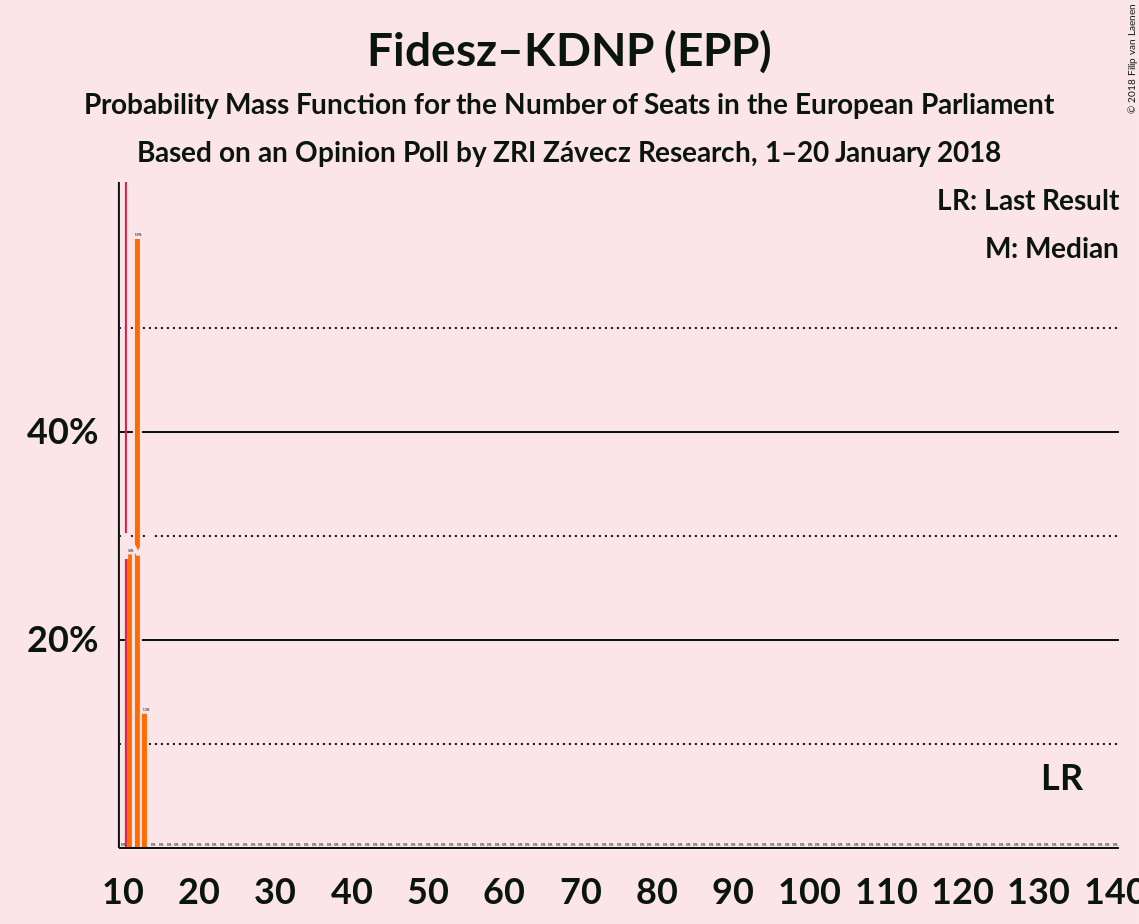 Fidesz–KDNP (EPP)
Probability Mass Function for the Number of Seats in the European Parliament
Based on an Opinion Poll by ZRI Závecz Research, 1–20 January 2018
© 2018 Filip van Laenen
LR: Last Result
M: Median
40%
20%
LR
10 20 30 40 50 60 70 80 90 100 110 120 130 140